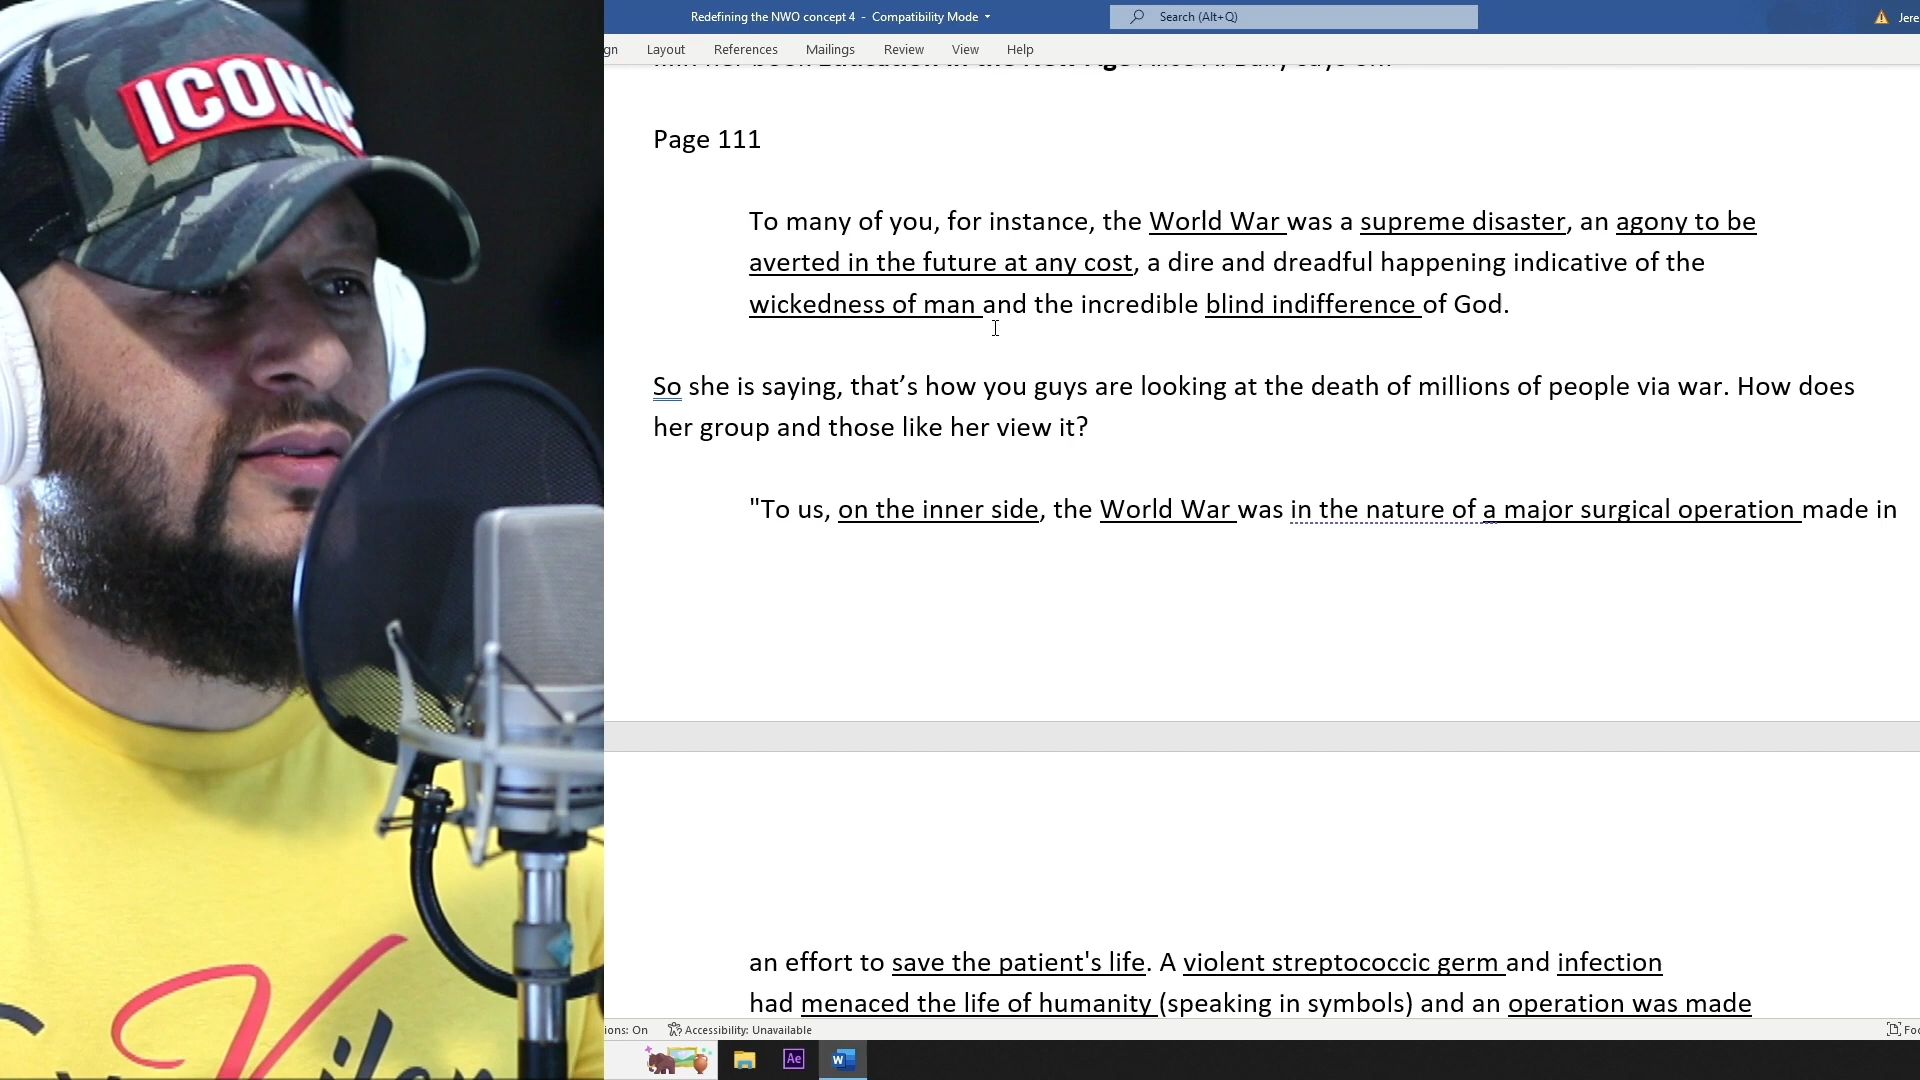 ICONIC
Redefining the NWO concept 4 - Compatibility Mode
Search (Alt+Q)
Jere
gn Layout References Mailings Review View Help
Page 111
To many of you, for instance, the World War was a supreme disaster, an agony to be
averted in the future at any cost, a dire and dreadful happening indicative of the
wickedness of man and the incredible blind indifference of God.
So she is saying, that’s how you guys are looking at the death of millions of people via war. How does
her group and those like her view it?
"To us, on the inner side, the World War was in the nature of a major surgical operation made in
an effort to save the patient's life. A violent streptococcic germ and infection
had menaced the life of humanity (speaking in symbols) and an operation was made
ions: On Accessibility: Unavailable
Foc
Ae
W